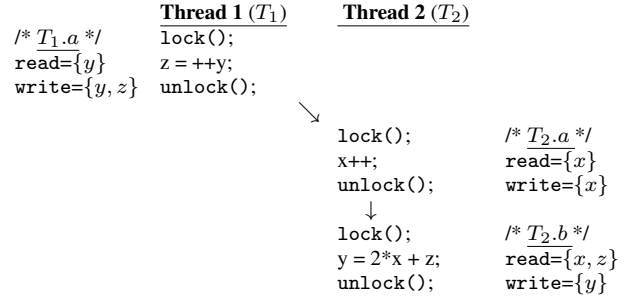 Thread 1 (T₁) Thread 2 (T₂)
/* T₁.a */ lock();
read={y} z = ++y;
write={y, z} unlock();
↘
lock(); /* T₂.a */
x++; read={x}
unlock(); write={x}
↓
lock(); /* T₂.b */
y = 2*x + z; read={x, z}
unlock(); write={y}